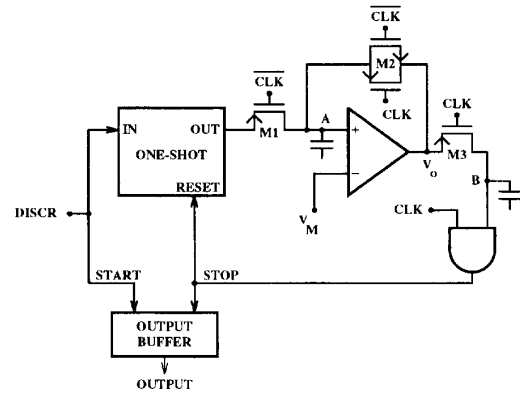 CLK
M2
CLK
CLK
M1
IN
OUT
ONE-SHOT
RESET
A
+
−
V_M
V_o
CLK
M3
B
CLK
DISCR
START
STOP
OUTPUT
BUFFER
OUTPUT